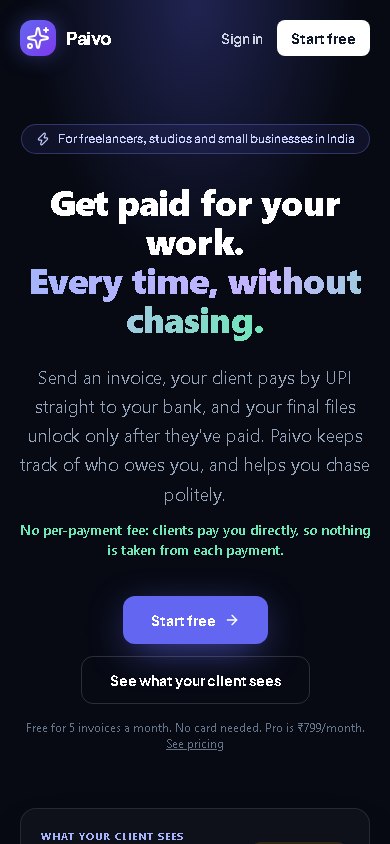 Paivo
Sign in
Start free
For freelancers, studios and small businesses in India
Get paid for your
work.
Every time, without
chasing.
Send an invoice, your client pays by UPI
straight to your bank, and your final files
unlock only after they've paid. Paivo keeps
track of who owes you, and helps you chase
politely.
No per-payment fee: clients pay you directly, so nothing
is taken from each payment.
Start free
See what your client sees
Free for 5 invoices a month. No card needed. Pro is ₹799/month.
See pricing
WHAT YOUR CLIENT SEES